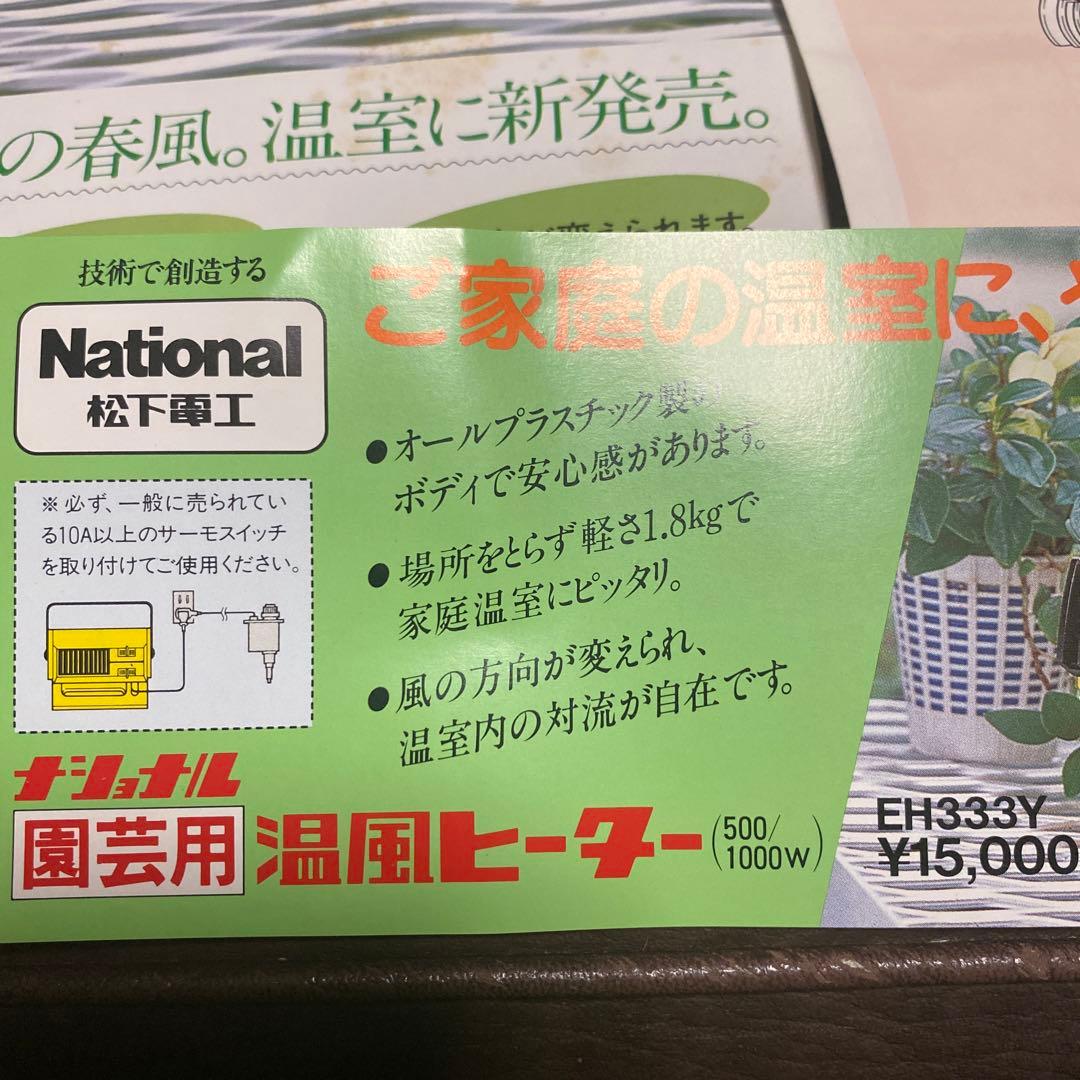 の春風。温室に新発売。
変えられます。
技術で創造する
National
松下電工
ご家庭の温室に、
※必ず、一般に売られてい
る10A以上のサーモスイッチ
を取り付けてご使用ください。
●オールプラスチック製の
ボディで安心感があります。
●場所をとらず軽さ1.8kgで
家庭温室にピッタリ。
●風の方向が変えられ、
温室内の対流が自在です。
ナショナル
園芸用 温風ヒーター(500/1000W)
EH333Y
¥15,000